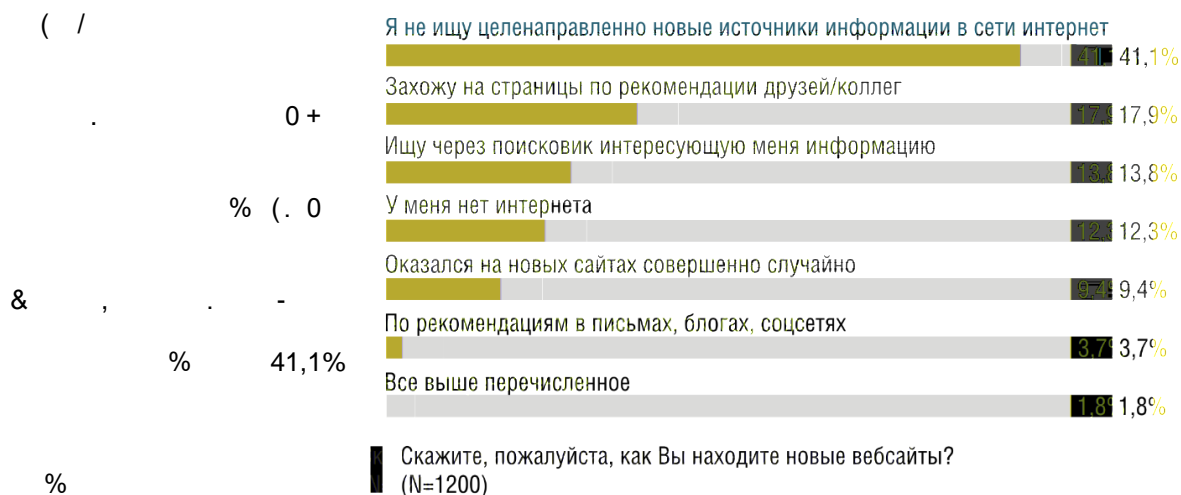 ( /
. 0 +
% (. 0
& , . -
% 41,1%
%
Я не ищу целенаправленно новые источники информации в сети интернет
41,1%
Захожу на страницы по рекомендации друзей/коллег
17,9%
Ищу через поисковик интересующую меня информацию
13,8%
У меня нет интернета
12,3%
Оказался на новых сайтах совершенно случайно
9,4%
По рекомендациям в письмах, блогах, соцсетях
3,7%
Все выше перечисленное
1,8%
Скажите, пожалуйста, как Вы находите новые вебсайты?
(N=1200)